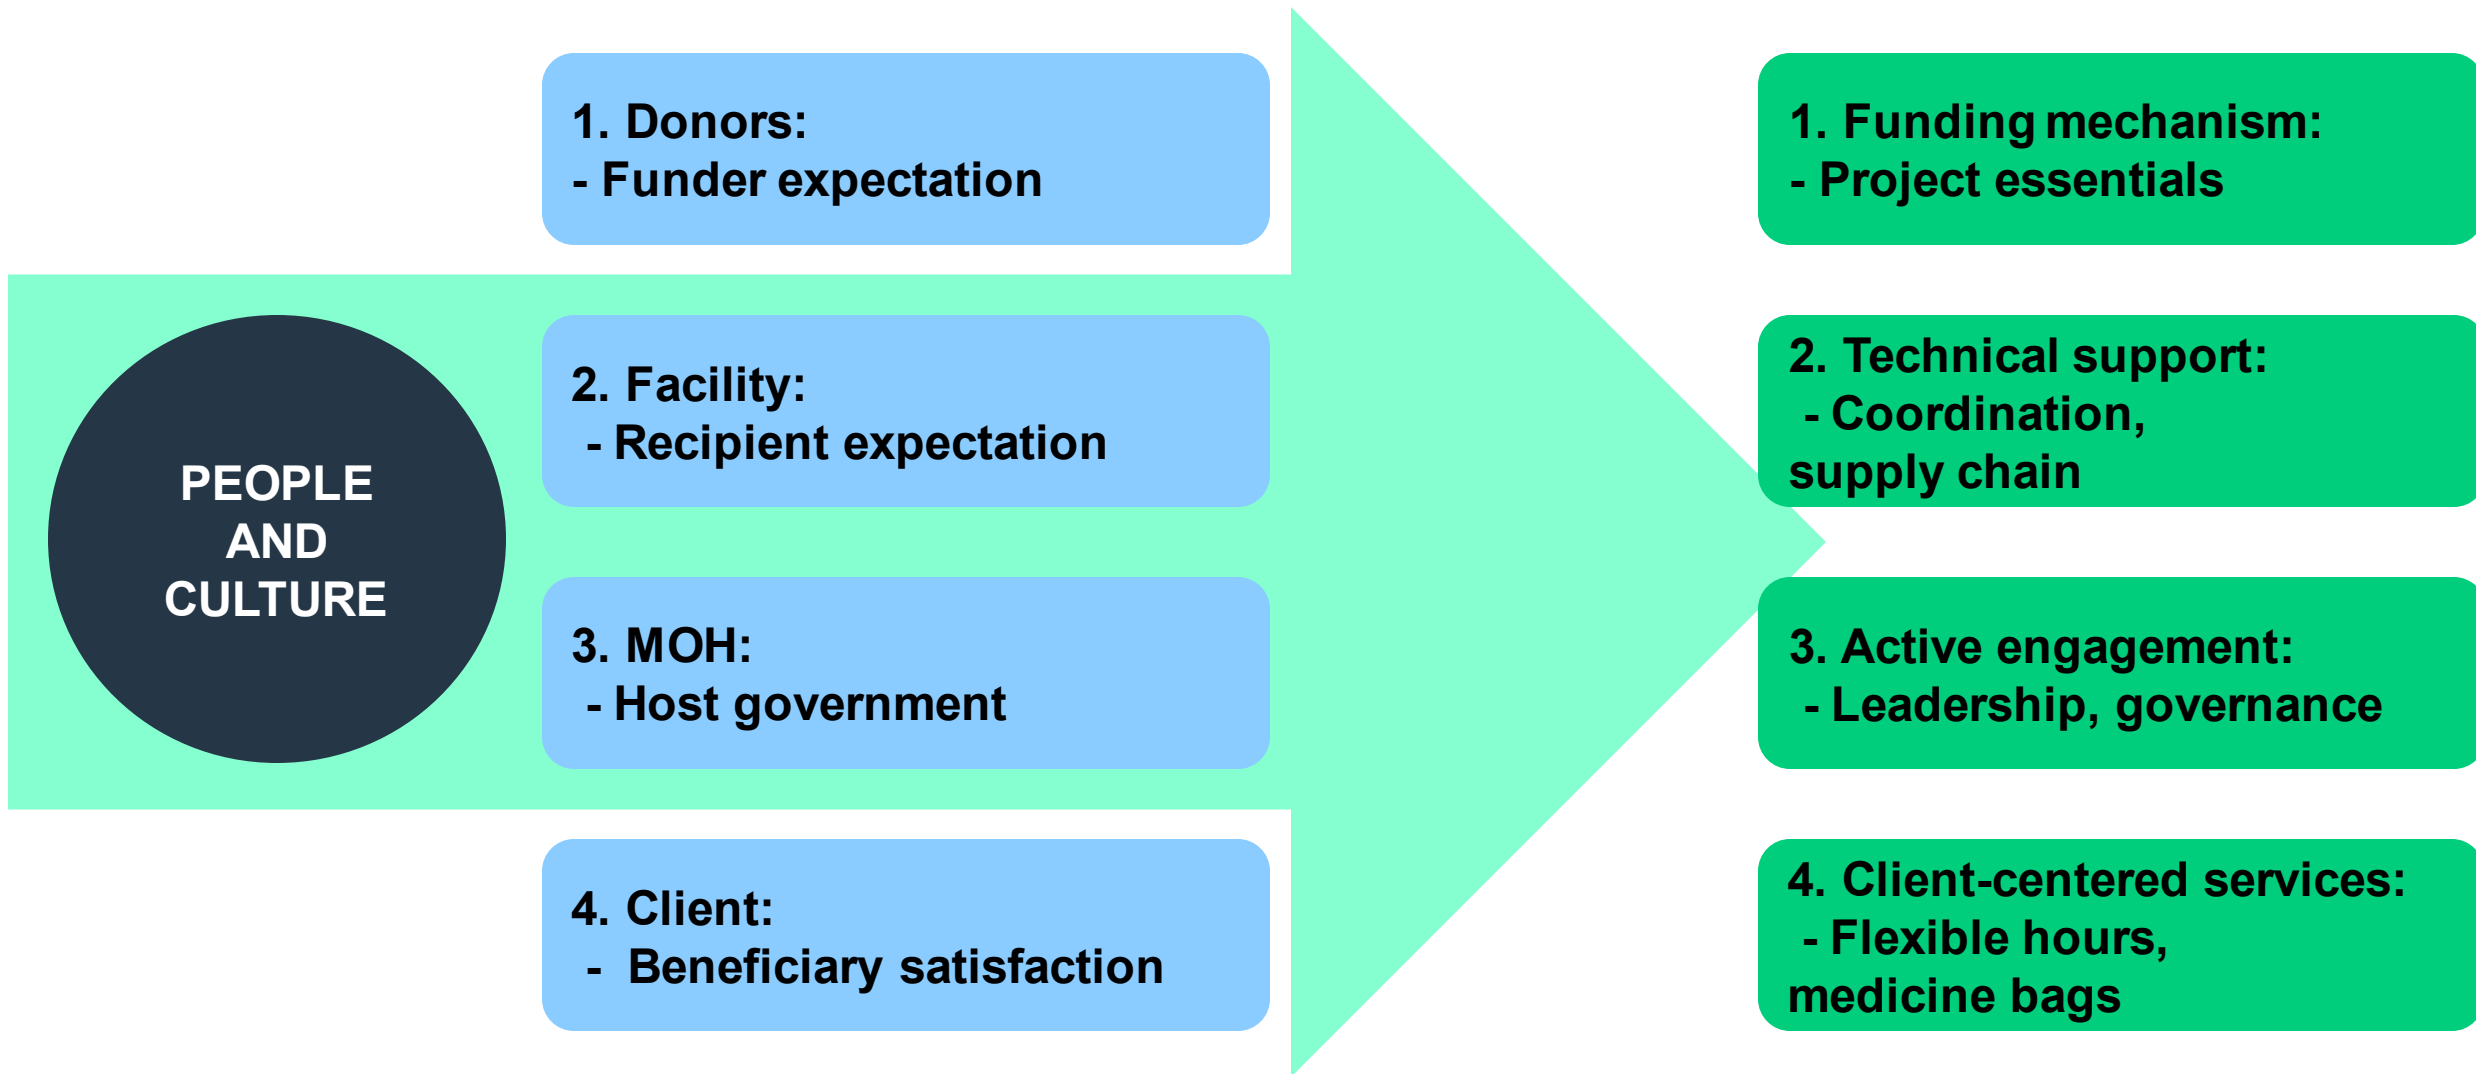 PEOPLE
AND
CULTURE
1. Donors:
- Funder expectation
2. Facility:
- Recipient expectation
3. MOH:
- Host government
4. Client:
- Beneficiary satisfaction
1. Funding mechanism:
- Project essentials
2. Technical support:
- Coordination,
supply chain
3. Active engagement:
- Leadership, governance
4. Client-centered services:
- Flexible hours,
medicine bags